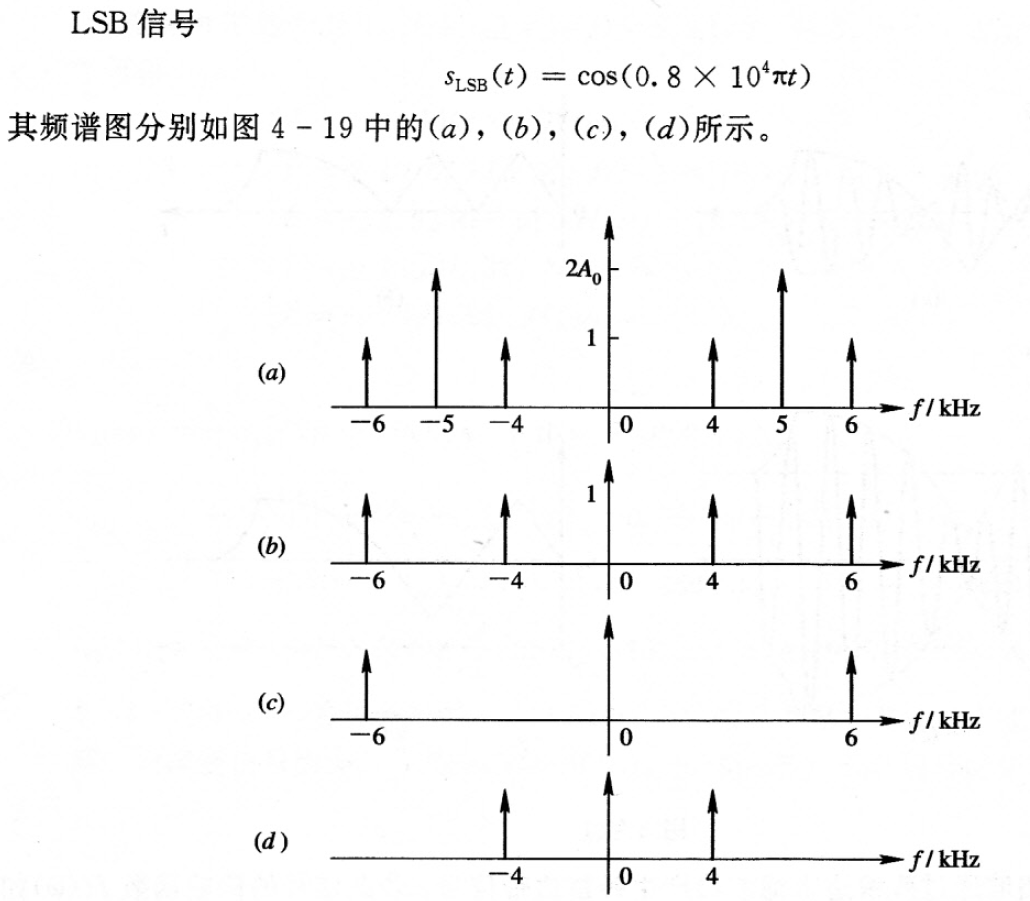 LSB 信号
s_LSB(t) = cos(0.8 × 10⁴πt)
其频谱图分别如图 4-19 中的(a), (b), (c), (d)所示。
2A₀
1
(a)
−6 −5 −4 0 4 5 6 f/kHz
1
(b)
−6 −4 0 4 6 f/kHz
(c)
−6 0 6 f/kHz
(d)
−4 0 4 f/kHz